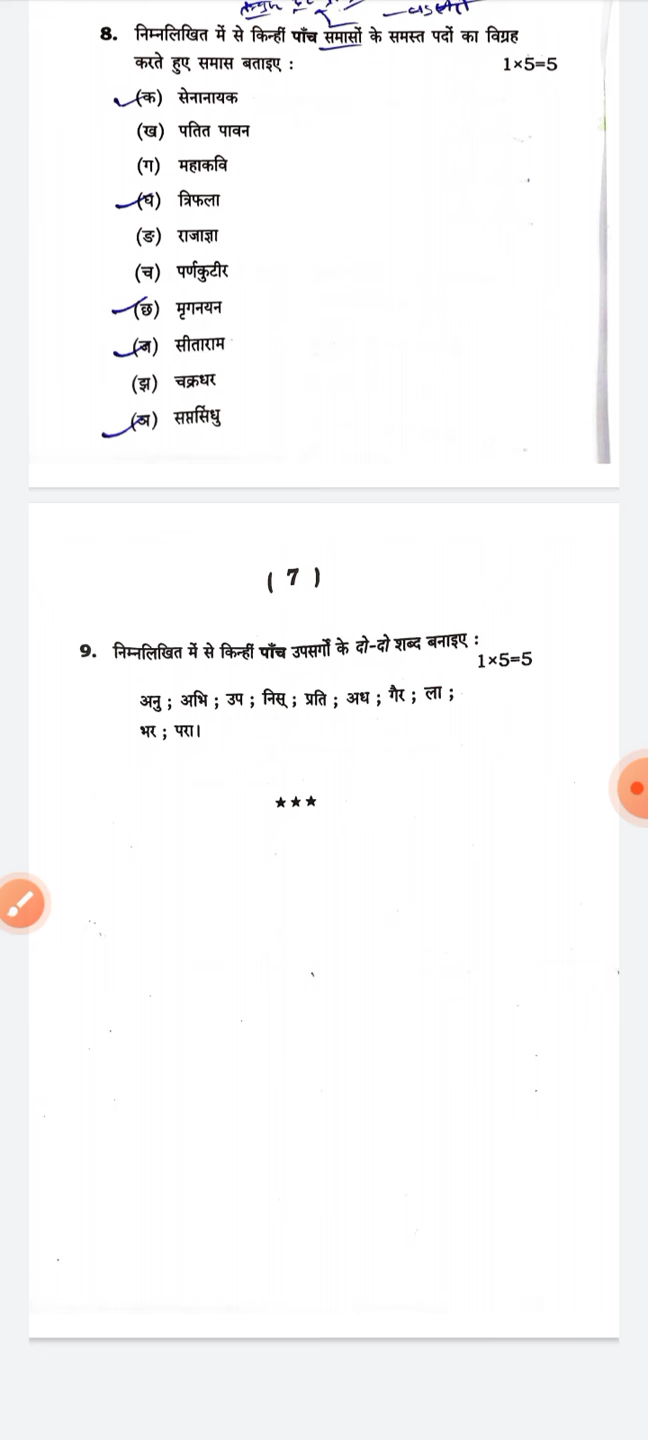 8. निम्नलिखित में से किन्हीं पाँच समासों के समस्त पदों का विग्रह
करते हुए समास बताइए : 1×5=5
(क) सेनानायक
(ख) पतित पावन
(ग) महाकवि
(घ) त्रिफला
(ङ) राजाज्ञा
(च) पर्णकुटीर
(छ) मृगनयन
(ज) सीताराम
(झ) चक्रधर
(ञ) सप्तसिंधु
( 7 )
9. निम्नलिखित में से किन्हीं पाँच उपसर्गों के दो-दो शब्द बनाइए :
1×5=5
अनु ; अभि ; उप ; निस् ; प्रति ; अध ; गैर ; ला ;
भर ; परा।
★★★